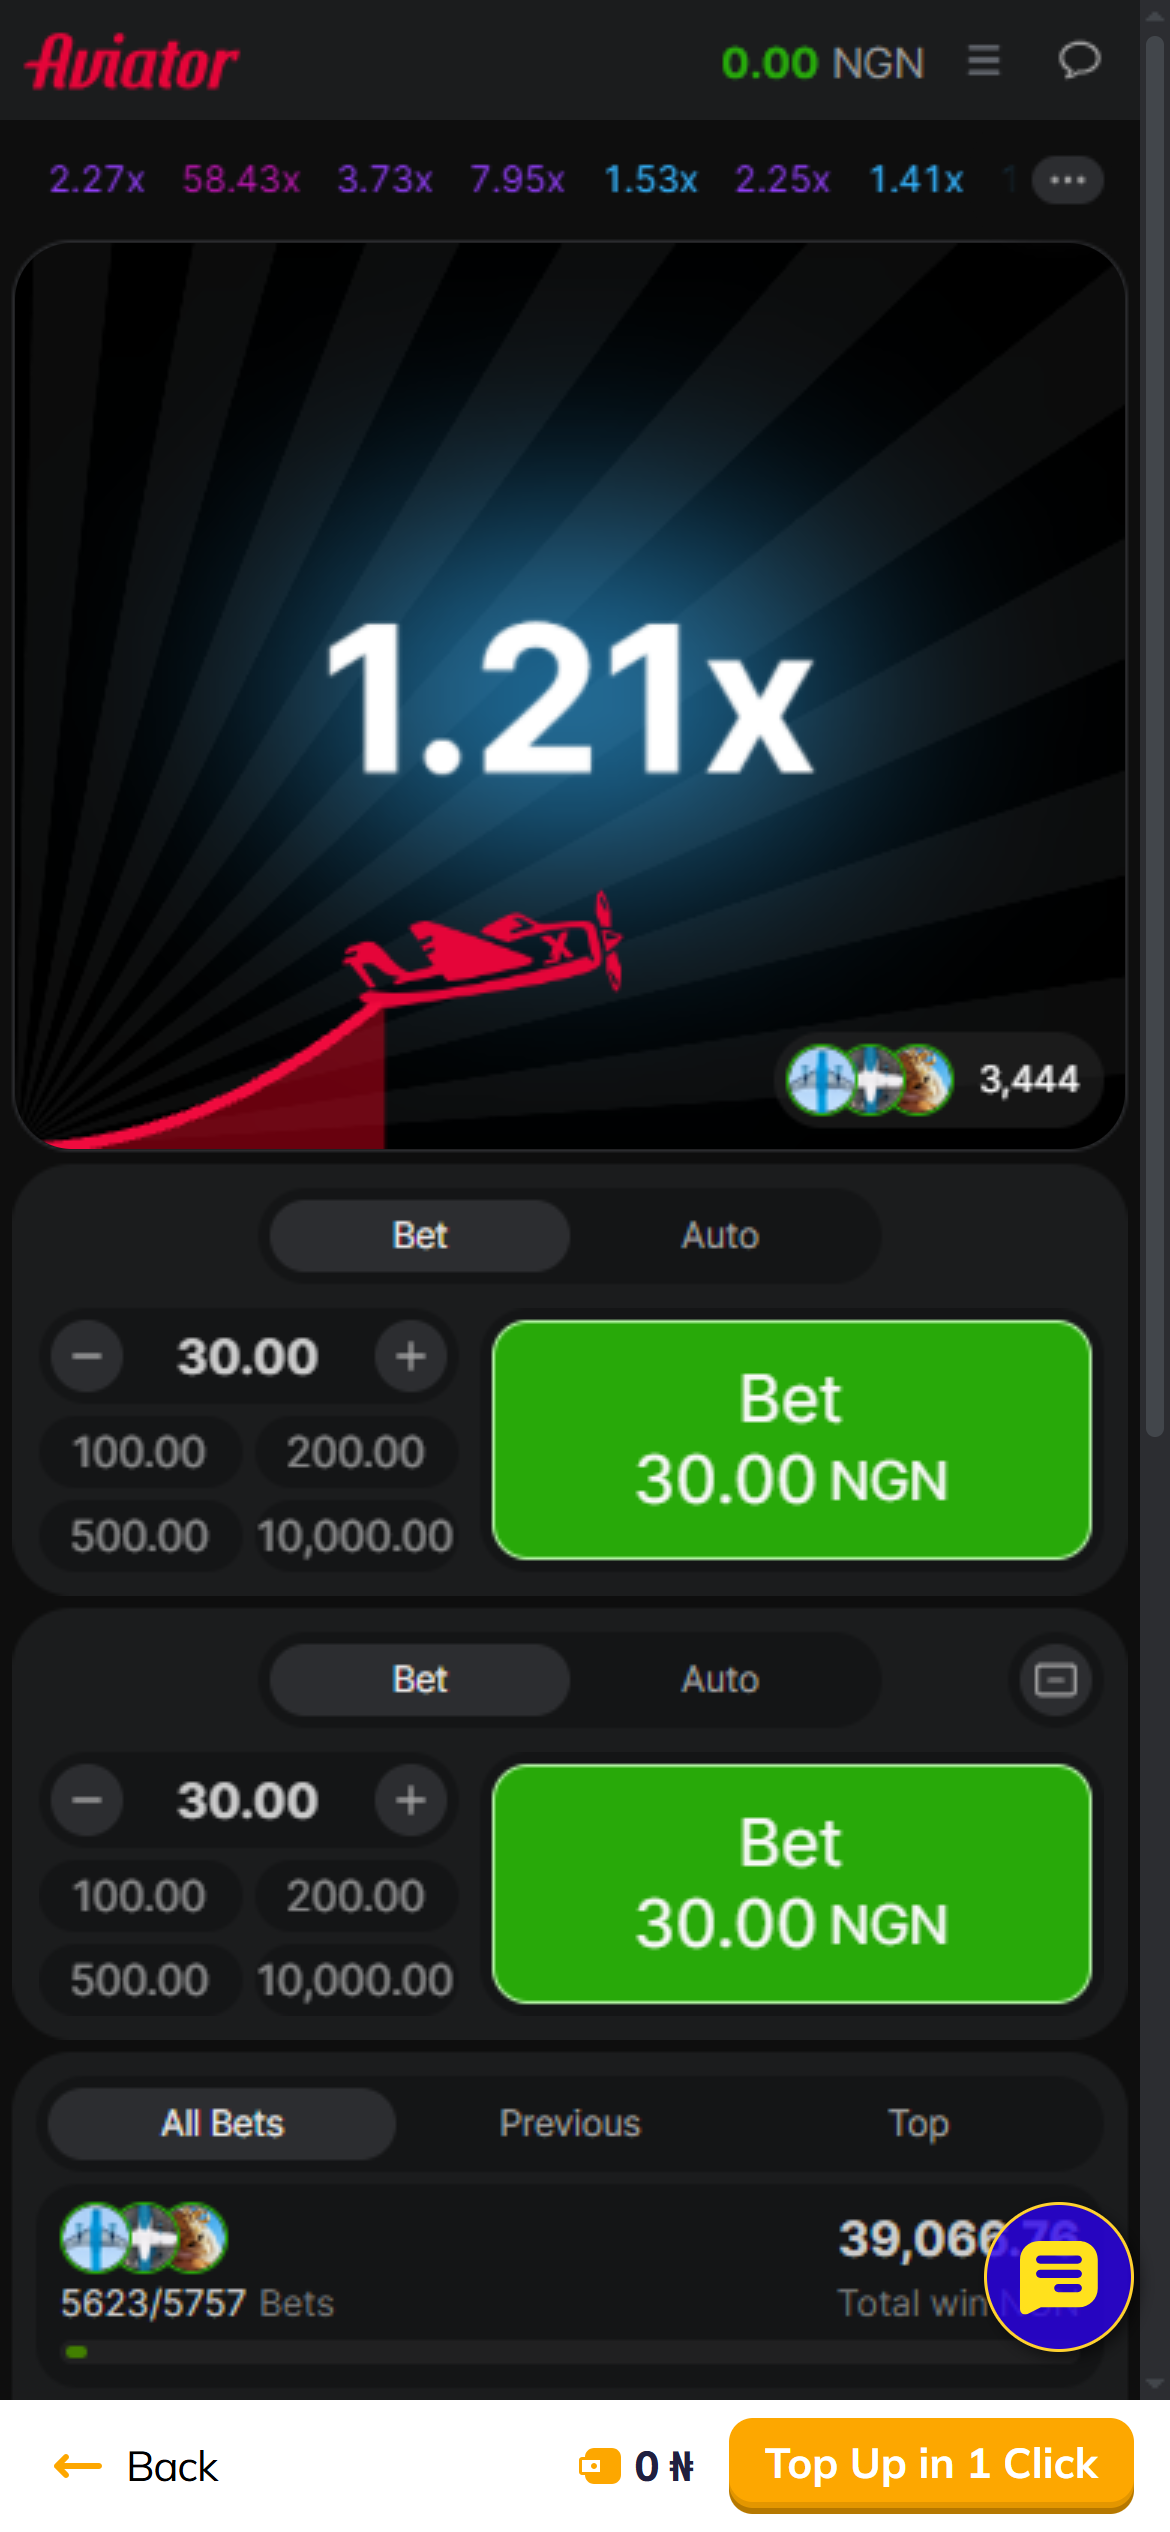 Aviator
0.00 NGN
2.27x 58.43x 3.73x 7.95x 1.53x 2.25x 1.41x
1.21x
3,444
Bet Auto
30.00
100.00 200.00
500.00 10,000.00
Bet
30.00 NGN
Bet Auto
30.00
100.00 200.00
500.00 10,000.00
Bet
30.00 NGN
All Bets Previous Top
39,066.76
5623/5757 Bets
Total win NGN
Back
0 ₦
Top Up in 1 Click